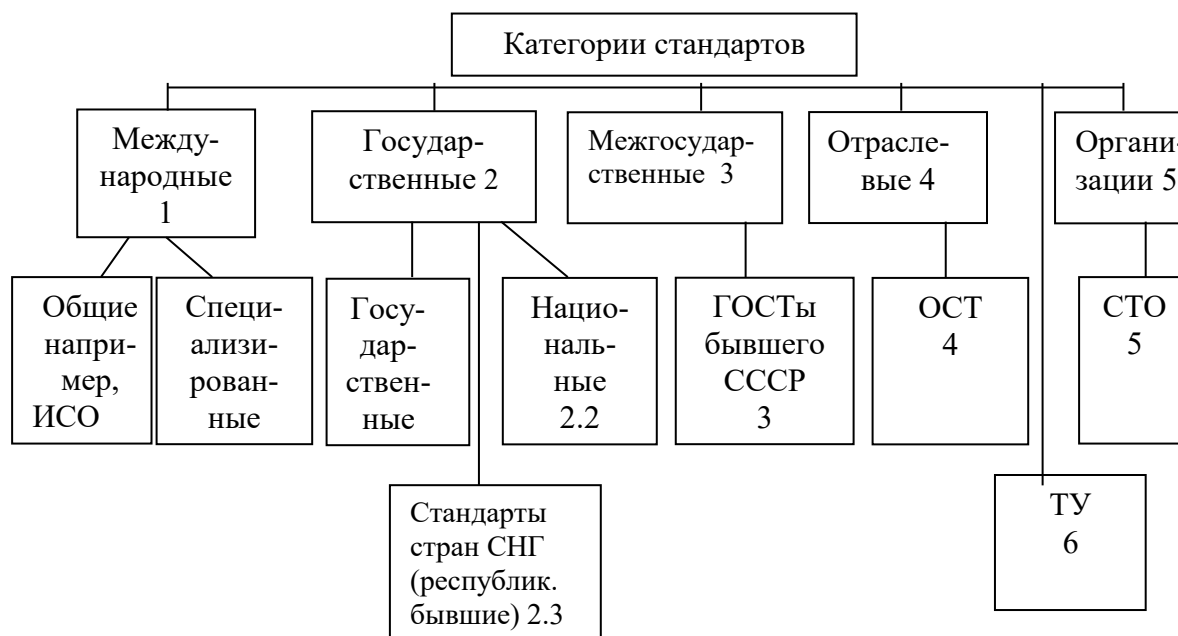 Категории стандартов
Между-
народные
1
Государ-
ственные 2
Межгосудар-
ственные 3
Отрасле-
вые 4
Органи-
зации 5
Общие
напри-
мер,
ИСО
Специ-
ализи-
рован-
ные
Госу-
дар-
ствен-
ные
Нацио-
наль-
ные
2.2
ГОСТы
бывшего
СССР
3
ОСТ
4
СТО
5
Стандарты
стран СНГ
(республик.
бывшие) 2.3
ТУ
6